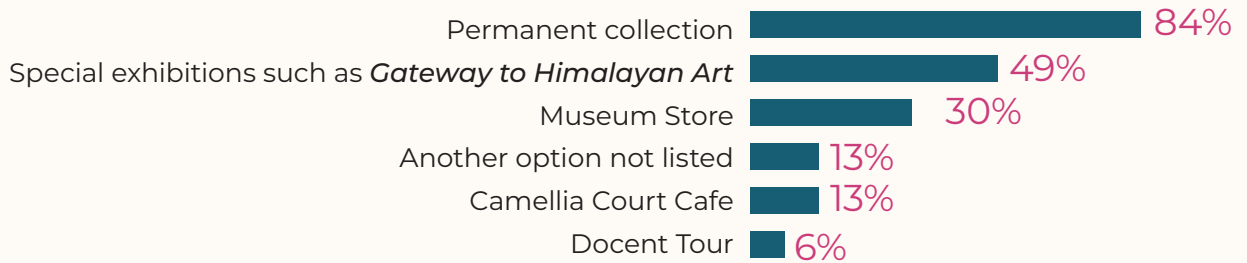 Permanent collection 84%
Special exhibitions such as Gateway to Himalayan Art 49%
Museum Store 30%
Another option not listed 13%
Camellia Court Cafe 13%
Docent Tour 6%